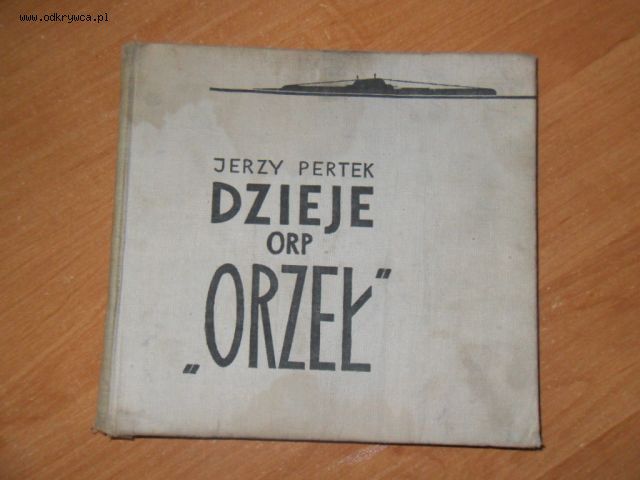 www.odkrywca.pl
JERZY PERTEK
DZIEJE
ORP
„ORZEŁ"